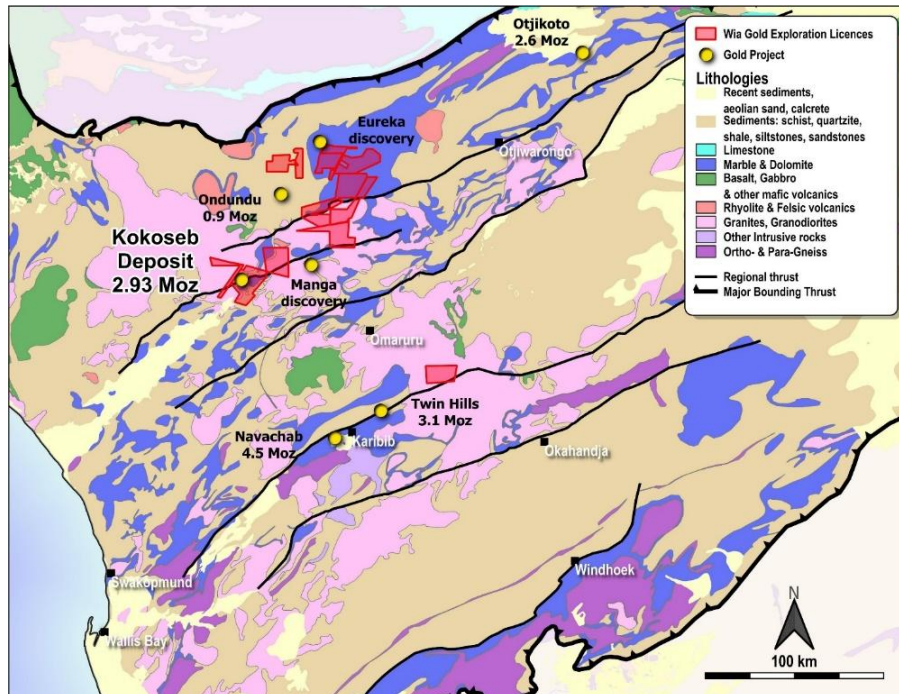 Otjikoto
2.6 Moz
Eureka
discovery
Otjiwarongo
Ondundu
0.9 Moz
Kokoseb
Deposit
2.93 Moz
Manga
discovery
Omaruru
Twin Hills
3.1 Moz
Navachab
4.5 Moz
Karibib
Okahandja
Swakopmund
Windhoek
Wallis Bay
N
100 km
Wia Gold Exploration Licences
Gold Project
Lithologies
Recent sediments,
aeolian sand, calcrete
Sediments: schist, quartzite,
shale, siltstones, sandstones
Limestone
Marble & Dolomite
Basalt, Gabbro
& other mafic volcanics
Rhyolite & Felsic volcanics
Granites, Granodiorites
Other Intrusive rocks
Ortho- & Para-Gneiss
Regional thrust
Major Bounding Thrust